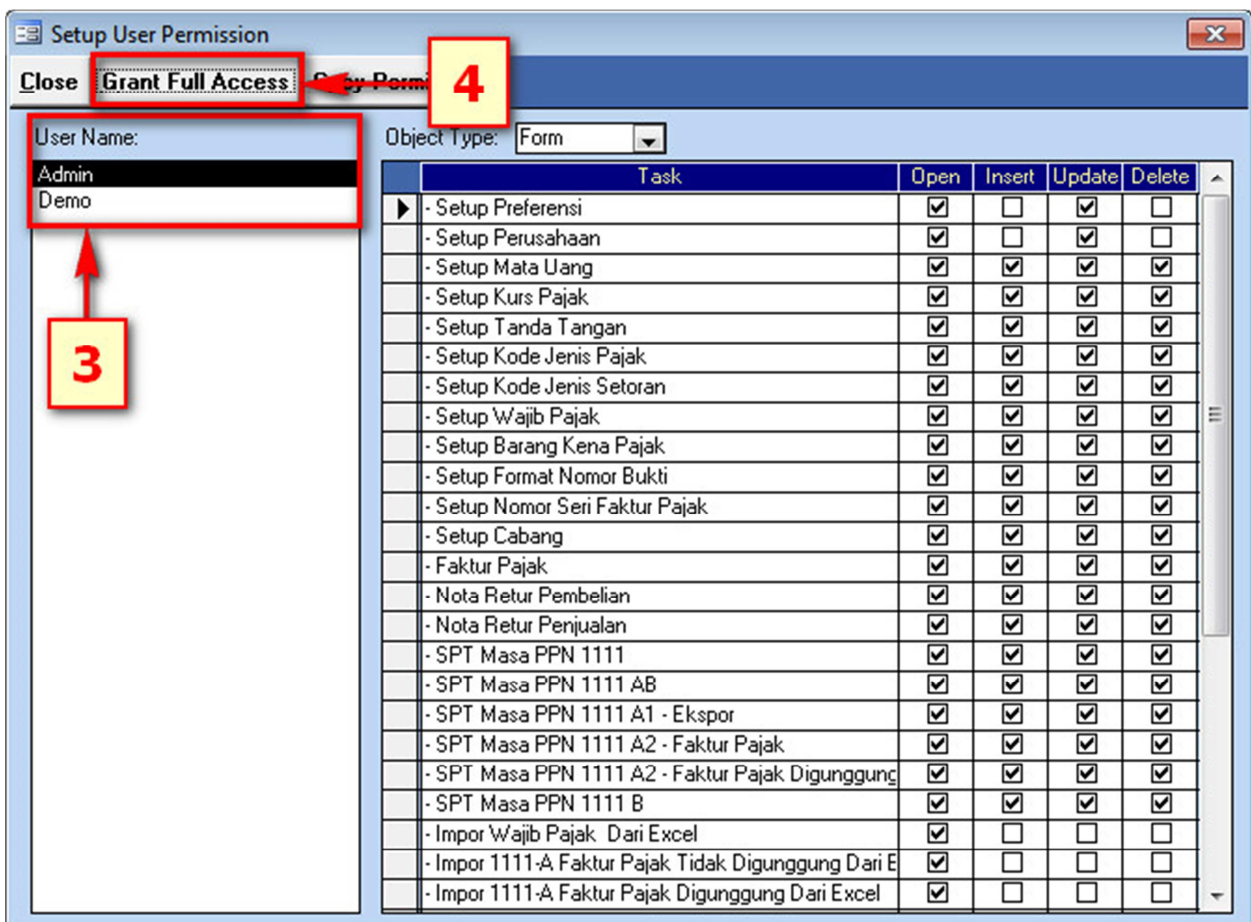 Setup User Permission
Close Grant Full Access
4
User Name:
Object Type: Form
Admin
Demo
3
Task Open Insert Update Delete
- Setup Preferensi
- Setup Perusahaan
- Setup Mata Uang
- Setup Kurs Pajak
- Setup Tanda Tangan
- Setup Kode Jenis Pajak
- Setup Kode Jenis Setoran
- Setup Wajib Pajak
- Setup Barang Kena Pajak
- Setup Format Nomor Bukti
- Setup Nomor Seri Faktur Pajak
- Setup Cabang
- Faktur Pajak
- Nota Retur Pembelian
- Nota Retur Penjualan
- SPT Masa PPN 1111
- SPT Masa PPN 1111 AB
- SPT Masa PPN 1111 A1 - Ekspor
- SPT Masa PPN 1111 A2 - Faktur Pajak
- SPT Masa PPN 1111 A2 - Faktur Pajak Digunggung
- SPT Masa PPN 1111 B
- Impor Wajib Pajak Dari Excel
- Impor 1111-A Faktur Pajak Tidak Digunggung Dari E
- Impor 1111-A Faktur Pajak Digunggung Dari Excel